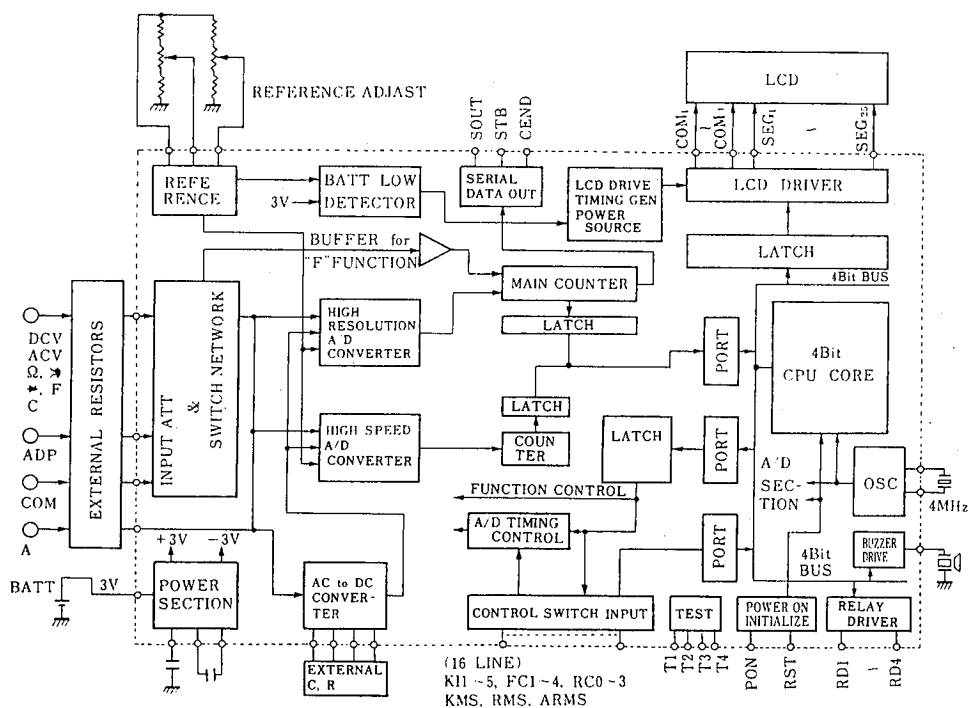 REFERENCE ADJAST
LCD
SOUT
STB
CEND
COM1
~
COM1
SEG1
~
SEG25
REFE
RENCE
BATT LOW
DETECTOR
3V
SERIAL
DATA OUT
LCD DRIVE
TIMING GEN
POWER
SOURCE
LCD DRIVER
BUFFER for
"F" FUNCTION
LATCH
4Bit BUS
MAIN COUNTER
DCV
ACV
Ω,
, F
C
ADP
COM
A
EXTERNAL RESISTORS
INPUT ATT
&
SWITCH NETWORK
HIGH
RESOLUTION
A/D
CONVERTER
LATCH
PORT
4Bit
CPU CORE
LATCH
HIGH SPEED
A/D
CONVERTER
COUN
TER
LATCH
PORT
A/D
SEC-
TION
OSC
4MHz
FUNCTION CONTROL
A/D TIMING
CONTROL
PORT
4Bit
BUS
BUZZER
DRIVE
+3V
-3V
BATT
3V
POWER
SECTION
AC to DC
CONVER-
TER
CONTROL SWITCH INPUT
TEST
POWER ON
INITIALIZE
RELAY
DRIVER
EXTERNAL
C, R
(16 LINE)
KI1~5, FC1~4, RC0~3
KMS, RMS, ARMS
T1
T2
T3
T4
PON
RST
RD1
~
RD4